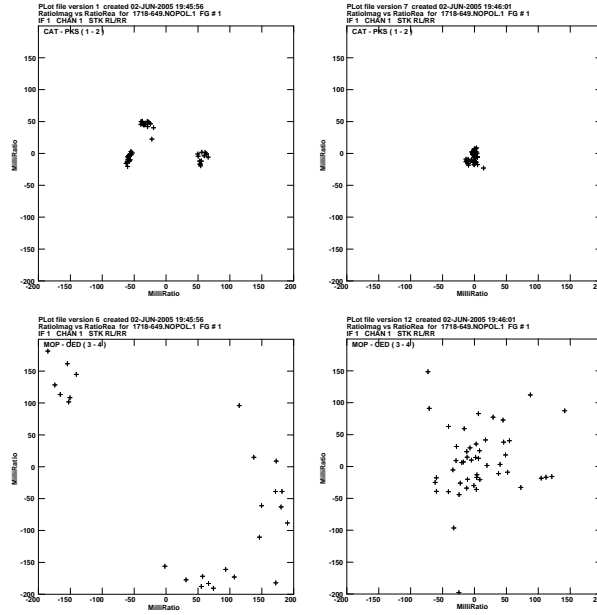 PLot file version 1 created 02-JUN-2005 19:45:56
RatioImag vs RatioRea for 1718-649.NOPOL.1 FG # 1
IF 1 CHAN 1 STK RL/RR
CAT - PKS ( 1 - 2 )
200
150
100
50
0
-50
-100
-150
-200
MilliRatio
-200 -150 -100 -50 0 50 100 150 200
MilliRatio
PLot file version 7 created 02-JUN-2005 19:46:01
RatioImag vs RatioRea for 1718-649.NOPOL.1 FG # 1
IF 1 CHAN 1 STK RL/RR
CAT - PKS ( 1 - 2 )
200
150
100
50
0
-50
-100
-150
-200
MilliRatio
-200 -150 -100 -50 0 50 100 150 200
MilliRatio
PLot file version 6 created 02-JUN-2005 19:45:56
RatioImag vs RatioRea for 1718-649.NOPOL.1 FG # 1
IF 1 CHAN 1 STK RL/RR
MOP - CED ( 3 - 4 )
200
150
100
50
0
-50
-100
-150
-200
MilliRatio
-200 -150 -100 -50 0 50 100 150 200
MilliRatio
PLot file version 12 created 02-JUN-2005 19:46:01
RatioImag vs RatioRea for 1718-649.NOPOL.1 FG # 1
IF 1 CHAN 1 STK RL/RR
MOP - CED ( 3 - 4 )
200
150
100
50
0
-50
-100
-150
-200
MilliRatio
-200 -150 -100 -50 0 50 100 150 200
MilliRatio